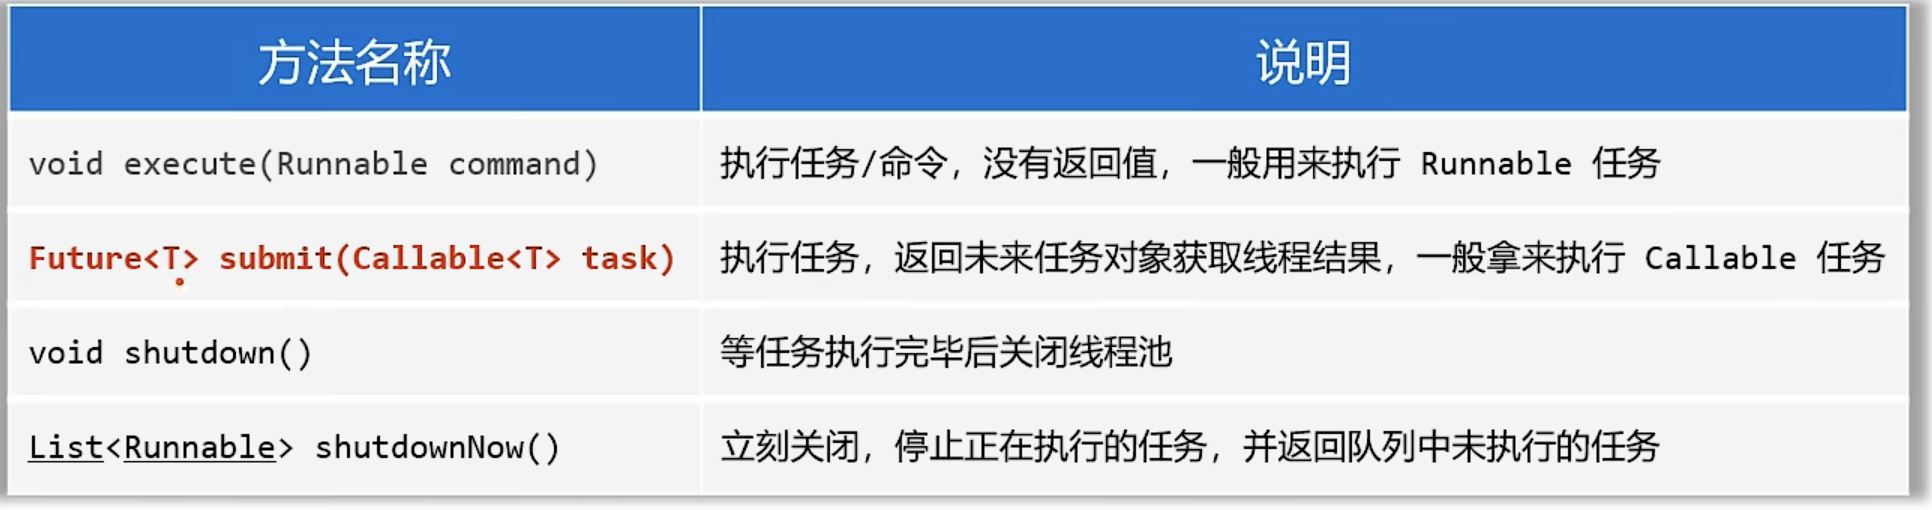 方法名称
说明
void execute(Runnable command)
执行任务/命令，没有返回值，一般用来执行 Runnable 任务
Future<T> submit(Callable<T> task)
执行任务，返回未来任务对象获取线程结果，一般拿来执行 Callable 任务
void shutdown()
等任务执行完毕后关闭线程池
List<Runnable> shutdownNow()
立刻关闭，停止正在执行的任务，并返回队列中未执行的任务